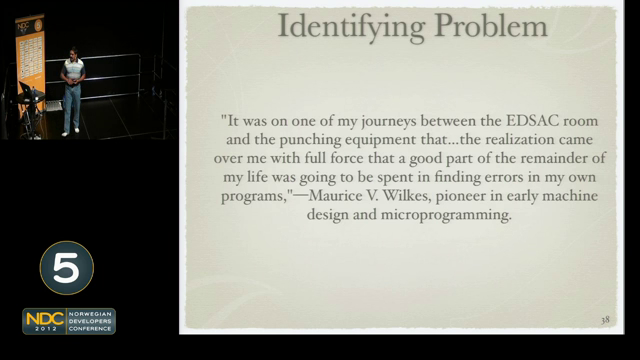 Identifying Problem
"It was on one of my journeys between the EDSAC room
and the punching equipment that...the realization came
over me with full force that a good part of the remainder of
my life was going to be spent in finding errors in my own
programs,"—Maurice V. Wilkes, pioneer in early machine
design and microprogramming.
38
5
NDC
2012
NORWEGIAN
DEVELOPERS
CONFERENCE
NDC